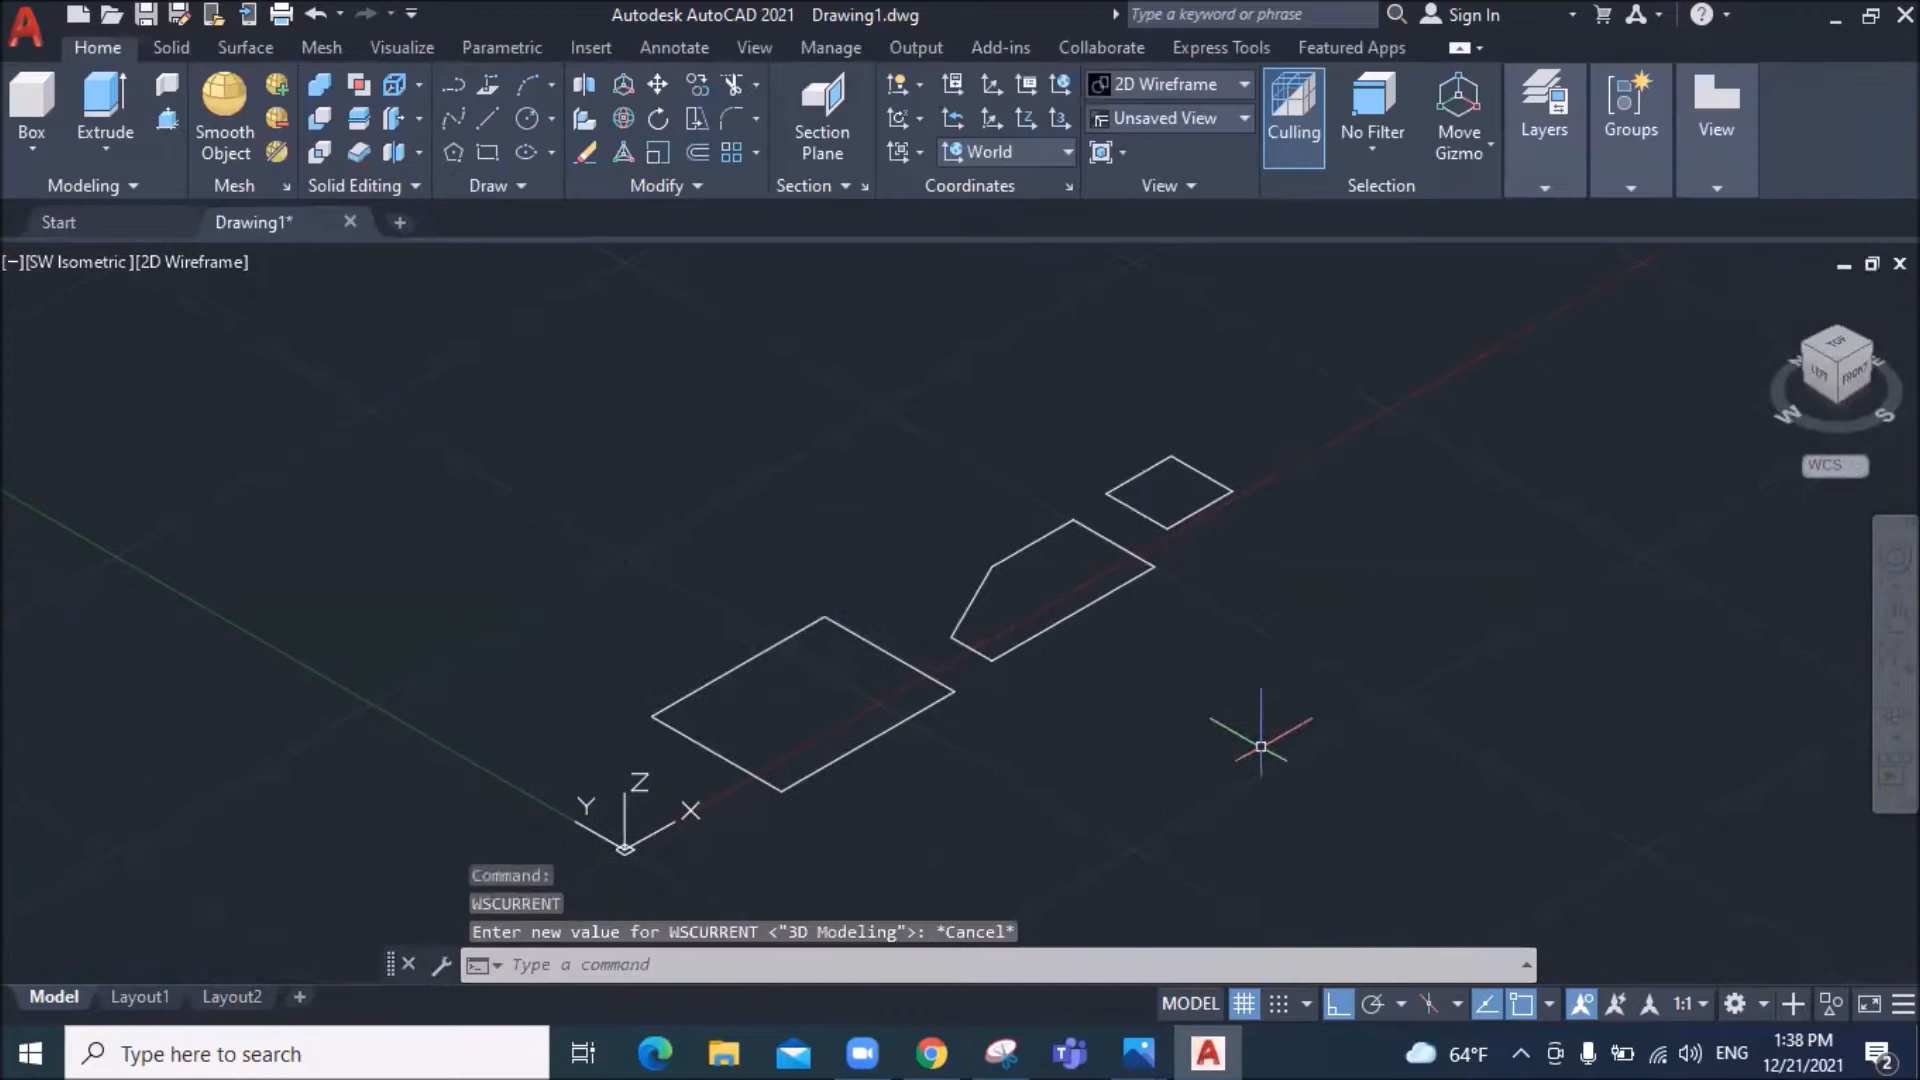 Autodesk AutoCAD 2021 Drawing1.dwg
Type a keyword or phrase
Sign In
Home Solid Surface Mesh Visualize Parametric Insert Annotate View Manage Output Add-ins Collaborate Express Tools Featured Apps
Box
Extrude
Smooth Object
Section Plane
World
2D Wireframe
Unsaved View
Culling
No Filter
Move Gizmo
Layers
Groups
View
Modeling
Mesh
Solid Editing
Draw
Modify
Section
Coordinates
View
Selection
Start
Drawing1*
[−][SW Isometric][2D Wireframe]
TOP
LEFT
FRONT
N
E
W
S
WCS
Z
Y
X
Command:
WSCURRENT
Enter new value for WSCURRENT <"3D Modeling">: *Cancel*
Type a command
Model Layout1 Layout2
MODEL
1:1
Type here to search
64°F
ENG
1:38 PM
12/21/2021
2